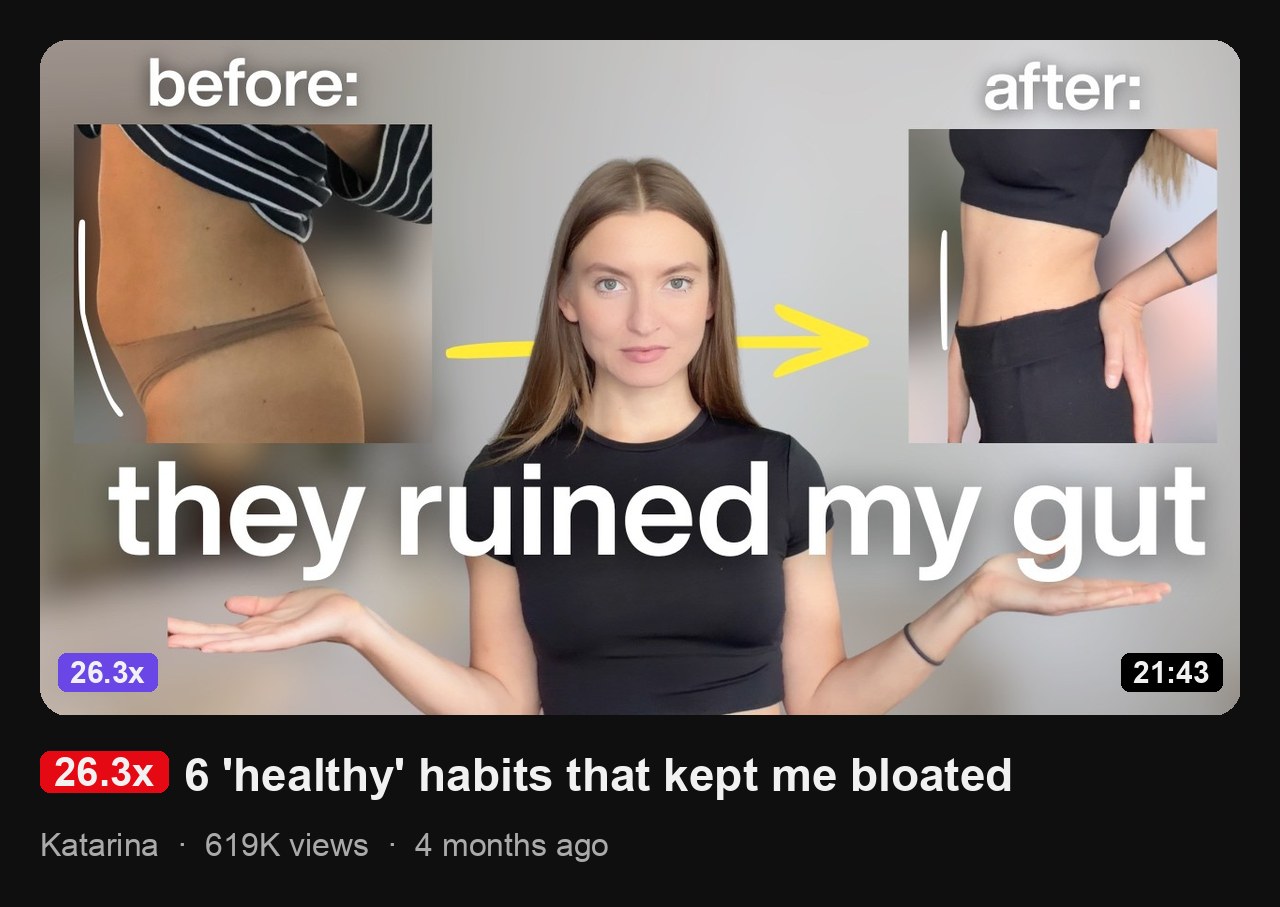 before:
after:
they ruined my gut
26.3x
21:43
26.3x 6 'healthy' habits that kept me bloated
Katarina · 619K views · 4 months ago